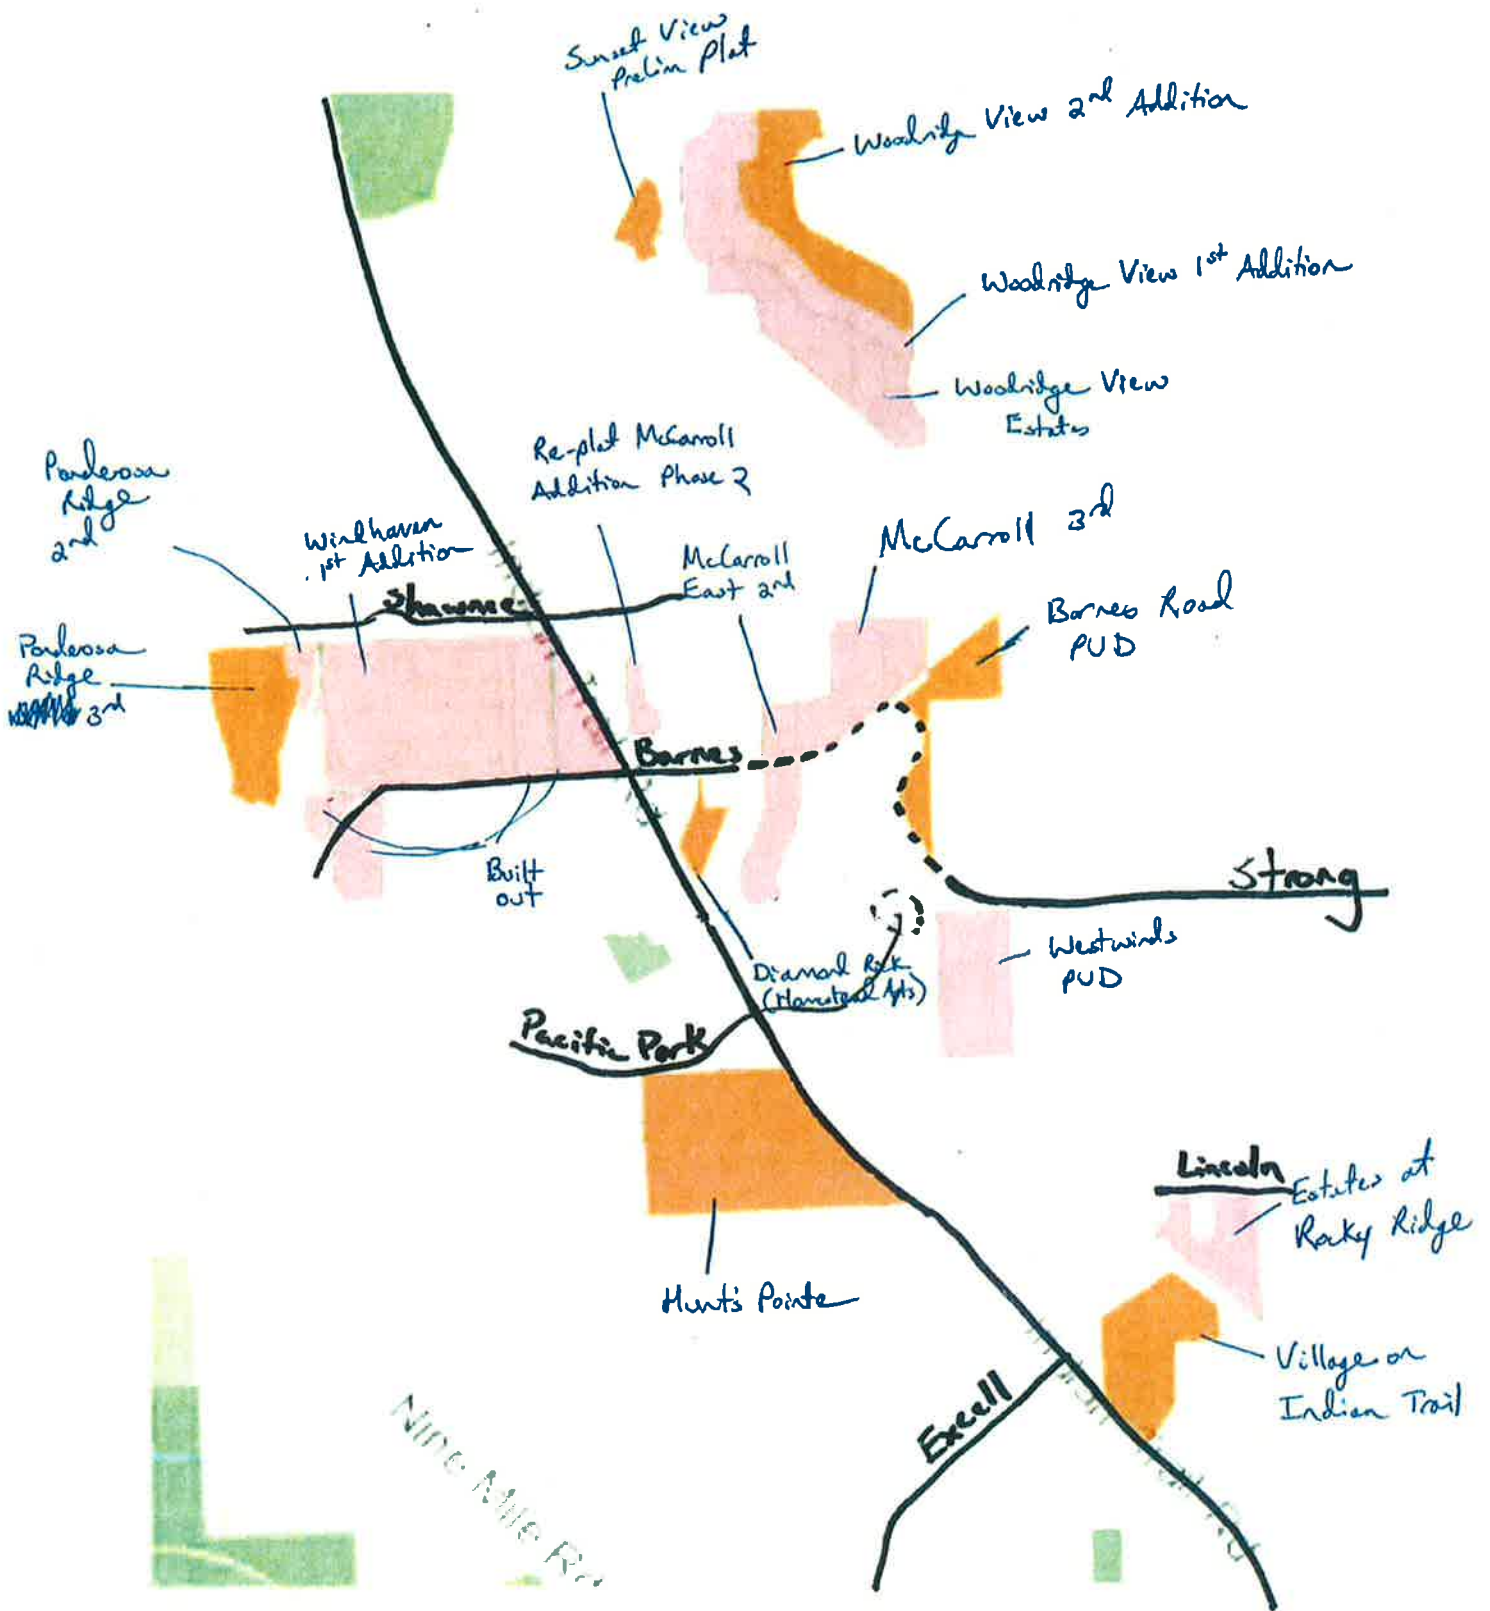 Sunset View
Prelim Plat
Woodridge View 2nd Addition
Woodridge View 1st Addition
Woodridge View
Estates
Re-plat McCarroll
Addition Phase 2
Ponderosa
Ridge
2nd
Windhaven
1st Addition
McCarroll 3rd
McCarroll
East 2nd
Shawnee
Barnes Road
PUD
Ponderosa
Ridge
3rd
Barnes
Built
out
Strong
Westwinds
PUD
Diamond Rock
(Homestead Apts)
Pacific Park
Lincoln
Estates at
Rocky Ridge
Hunt's Pointe
Village on
Indian Trail
Excell
Nine Mile Rd